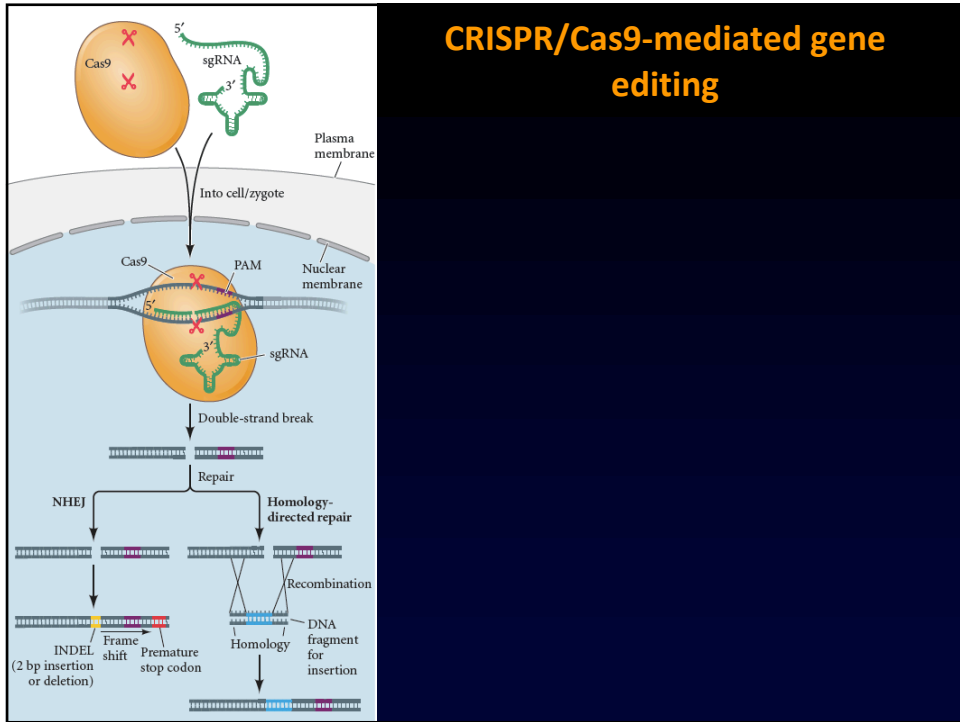 CRISPR/Cas9-mediated gene
editing
5′
Cas9
sgRNA
3′
Plasma
membrane
Into cell/zygote
Cas9
PAM
Nuclear
membrane
5′
3′
sgRNA
Double-strand break
Repair
NHEJ
Homology-
directed repair
Recombination
INDEL
(2 bp insertion
or deletion)
Frame
shift
Premature
stop codon
Homology
DNA
fragment
for
insertion